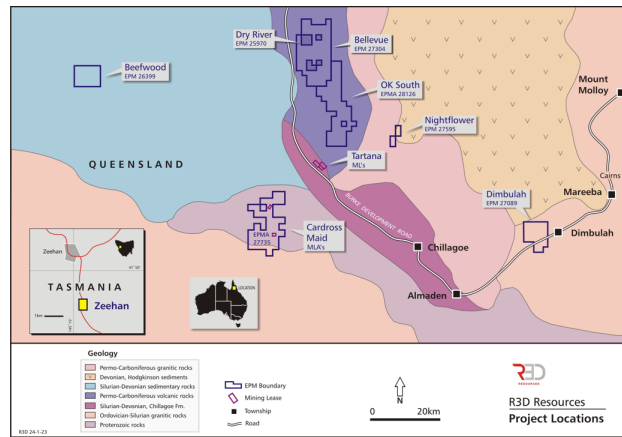 Dry River
EPM 25970
Bellevue
EPM 27304
Beefwood
EPM 26399
OK South
EPMA 28126
Mount
Molloy
Nightflower
EPM 27595
QUEENSLAND
Tartana
ML's
Cairns
Mareeba
Dimbulah
EPM 27089
BURKE DEVELOPMENT ROAD
Cardross
Maid
MLA's
EPMA
27735
Dimbulah
Chillagoe
Almaden
Zeehan
TASMANIA
Zeehan
1km
LOCATION
Geology
Permo-Carboniferous granitic rocks
Devonian, Hodgkinson sediments
Silurian-Devonian sedimentary rocks
Permo-Carboniferous volcanic rocks
Silurian-Devonian, Chillagoe Fm.
Ordovician-Silurian granitic rocks
Proterozoic rocks
EPM Boundary
Mining Lease
Township
Road
N
0 20km
R3D
RESOURCES
R3D Resources
Project Locations
R3D 24-1-23